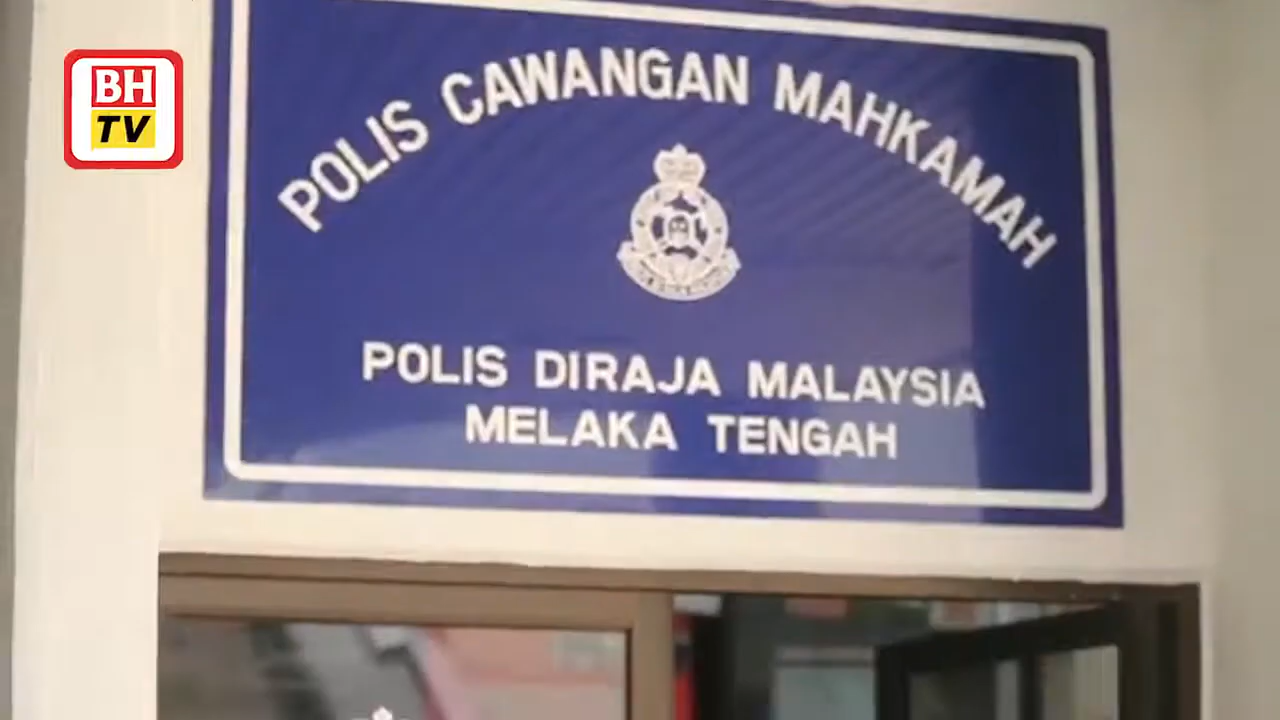 BH
TV
POLIS CAWANGAN MAHKAMAH
POLIS DIRAJA MALAYSIA
MELAKA TENGAH